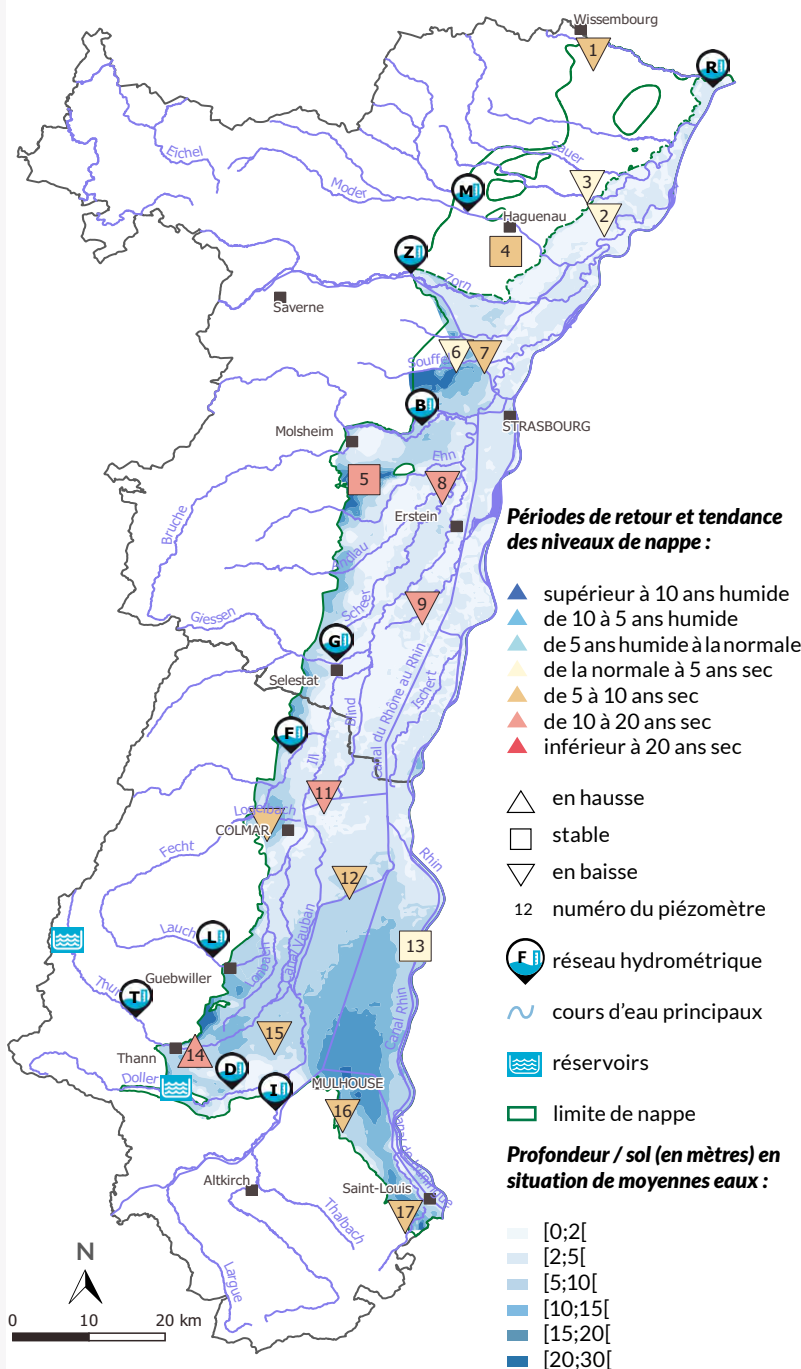 Wissembourg
1
R
Eichel
Sauer
Moder
M
3
2
Haguenau
4
Z
Zorn
Saverne
Souffel
6
7
B
STRASBOURG
Molsheim
Ehn
5
8
Erstein
Bruche
Andlau
Scheer
9
Giessen
G
Selestat
Canal du Rhône au Rhin
Ischert
Blind
F
Ill
11
Logelbach
COLMAR
Fecht
Rhin
12
Lauch
L
Canal Vauban
13
Guebwiller
Thur
T
Canal Rhin
15
Thann
14
D
Doller
I
MULHOUSE
16
Canal de Huningue
Altkirch
Saint-Louis
Thalbach
17
Largue
N
0 10 20 km
Périodes de retour et tendance
des niveaux de nappe :
supérieur à 10 ans humide
de 10 à 5 ans humide
de 5 ans humide à la normale
de la normale à 5 ans sec
de 5 à 10 ans sec
de 10 à 20 ans sec
inférieur à 20 ans sec
en hausse
stable
en baisse
12 numéro du piézomètre
F réseau hydrométrique
cours d'eau principaux
réservoirs
limite de nappe
Profondeur / sol (en mètres) en
situation de moyennes eaux :
[0;2[
[2;5[
[5;10[
[10;15[
[15;20[
[20;30[